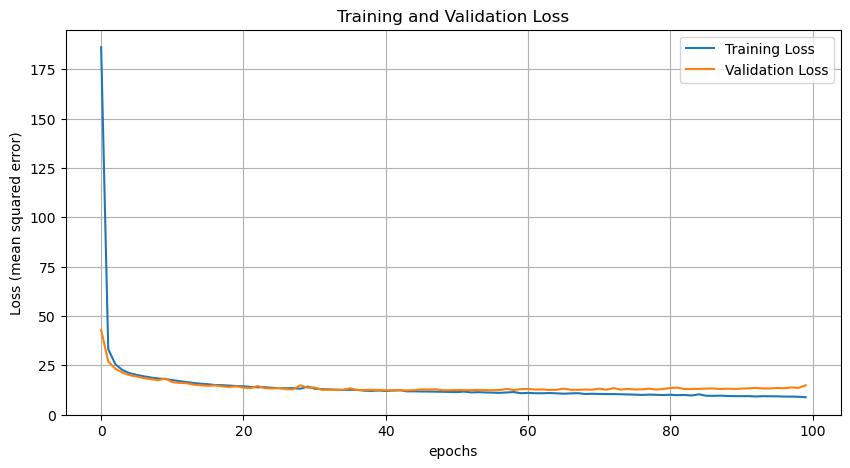 Training and Validation Loss
Training Loss
Validation Loss
Loss (mean squared error)
175
150
125
100
75
50
25
0
0
20
40
60
80
100
epochs